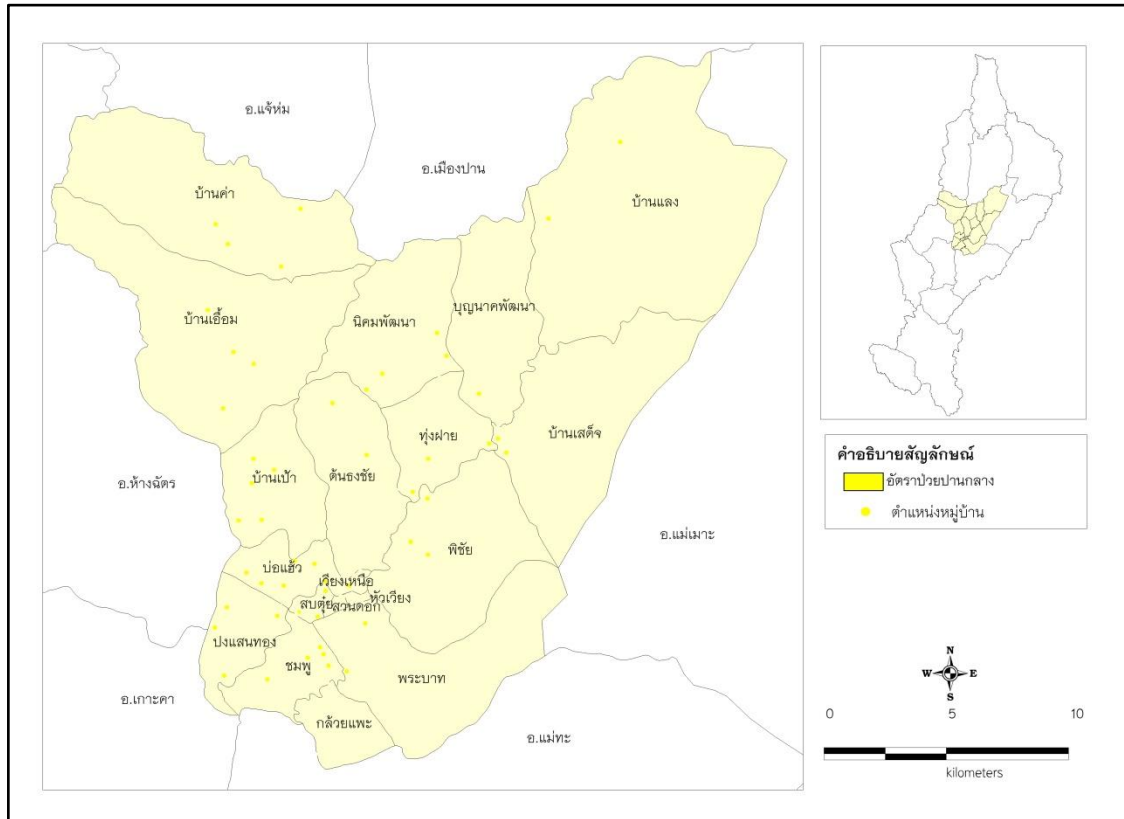 อ.แจ้ห่ม
อ.เมืองปาน
บ้านค่า
บ้านแลง
บ้านเอื้อม
นิคมพัฒนา
บุญนาคพัฒนา
ทุ่งฝาย
บ้านเสด็จ
อ.ห้างฉัตร
บ้านเป้า
ต้นธงชัย
พิชัย
อ.แม่เมาะ
บ่อแฮ้ว
เวียงเหนือ
สบตุ๋ย
สวนดอก
หัวเวียง
ปงแสนทอง
ชมพู
พระบาท
อ.เกาะคา
กล้วยแพะ
อ.แม่ทะ
คำอธิบายสัญลักษณ์
อัตราป่วยปานกลาง
ตำแหน่งหมู่บ้าน
N
W E
S
0 5 10
kilometers